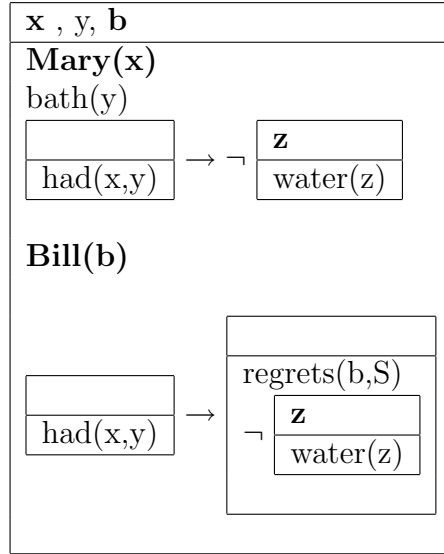 x , y, b
Mary(x)
bath(y)
had(x,y) → ¬ z
water(z)
Bill(b)
had(x,y) →
regrets(b,S)
¬ z
water(z)